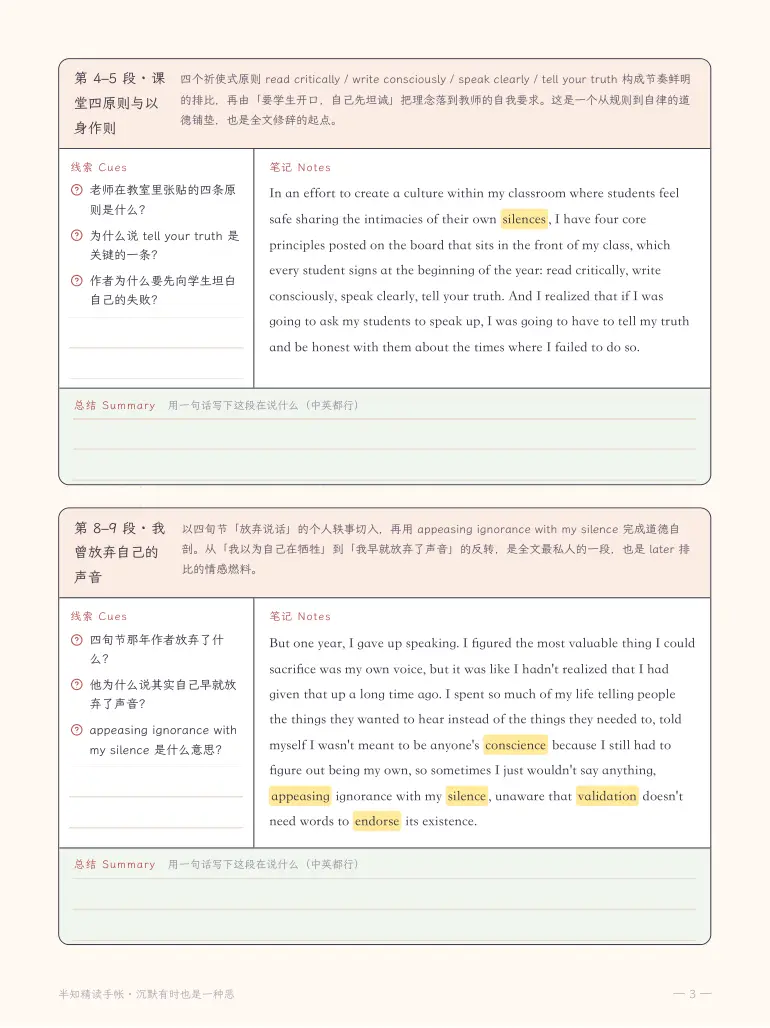 第 4–5 段・课
堂四原则与以
身作则
四个祈使式原则 read critically / write consciously / speak clearly / tell your truth 构成节奏鲜明
的排比，再由「要学生开口，自己先坦诚」把理念落到教师的自我要求。这是一个从规则到自律的道
德铺垫，也是全文修辞的起点。
线索 Cues
老师在教室里张贴的四条原
则是什么？
为什么说 tell your truth 是
关键的一条？
作者为什么要先向学生坦白
自己的失败？
笔记 Notes
In an effort to create a culture within my classroom where students feel
safe sharing the intimacies of their own silences, I have four core
principles posted on the board that sits in the front of my class, which
every student signs at the beginning of the year: read critically, write
consciously, speak clearly, tell your truth. And I realized that if I was
going to ask my students to speak up, I was going to have to tell my truth
and be honest with them about the times where I failed to do so.
总结 Summary 用一句话写下这段在说什么（中英都行）
第 8–9 段・我
曾放弃自己的
声音
以四旬节「放弃说话」的个人轶事切入，再用 appeasing ignorance with my silence 完成道德自
剖。从「我以为自己在牺牲」到「我早就放弃了声音」的反转，是全文最私人的一段，也是 later 排
比的情感燃料。
线索 Cues
四旬节那年作者放弃了什
么？
他为什么说其实自己早就放
弃了声音？
appeasing ignorance with
my silence 是什么意思？
笔记 Notes
But one year, I gave up speaking. I figured the most valuable thing I could
sacrifice was my own voice, but it was like I hadn't realized that I had
given that up a long time ago. I spent so much of my life telling people
the things they wanted to hear instead of the things they needed to, told
myself I wasn't meant to be anyone's conscience because I still had to
figure out being my own, so sometimes I just wouldn't say anything,
appeasing ignorance with my silence, unaware that validation doesn't
need words to endorse its existence.
总结 Summary 用一句话写下这段在说什么（中英都行）
半知精读手帐・沉默有时也是一种恶
— 3 —